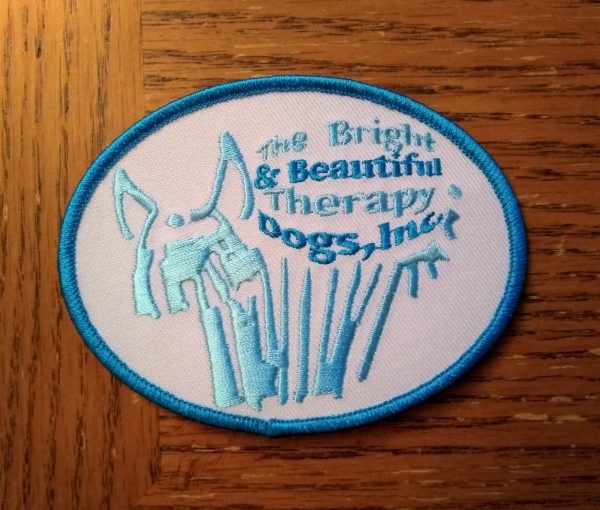 The Bright
& Beautiful
Therapy
Dogs, Inc.